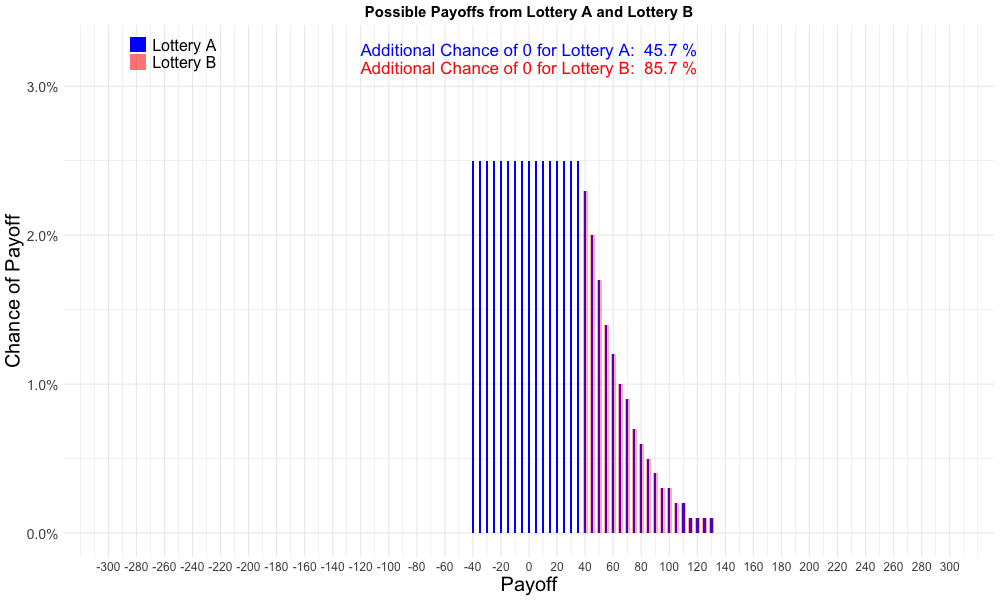 Possible Payoffs from Lottery A and Lottery B
Lottery A
Lottery B
Additional Chance of 0 for Lottery A: 45.7 %
Additional Chance of 0 for Lottery B: 85.7 %
Chance of Payoff
3.0%
2.0%
1.0%
0.0%
-300 -280 -260 -240 -220 -200 -180 -160 -140 -120 -100 -80 -60 -40 -20 0 20 40 60 80 100 120 140 160 180 200 220 240 260 280 300
Payoff